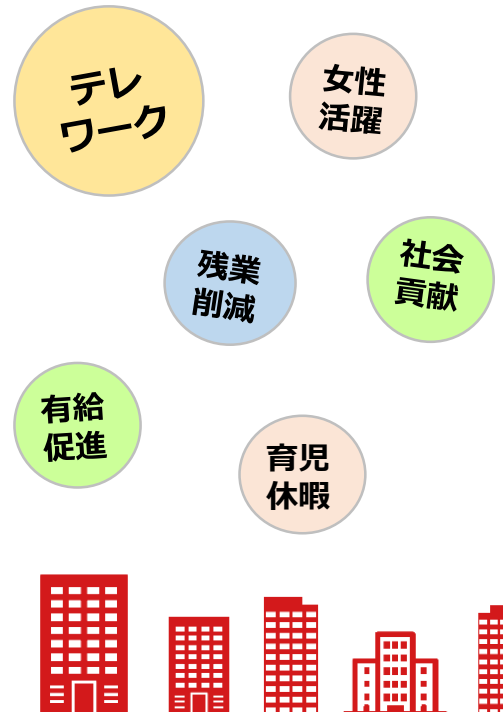 テレ
ワーク
女性
活躍
残業
削減
社会
貢献
有給
促進
育児
休暇